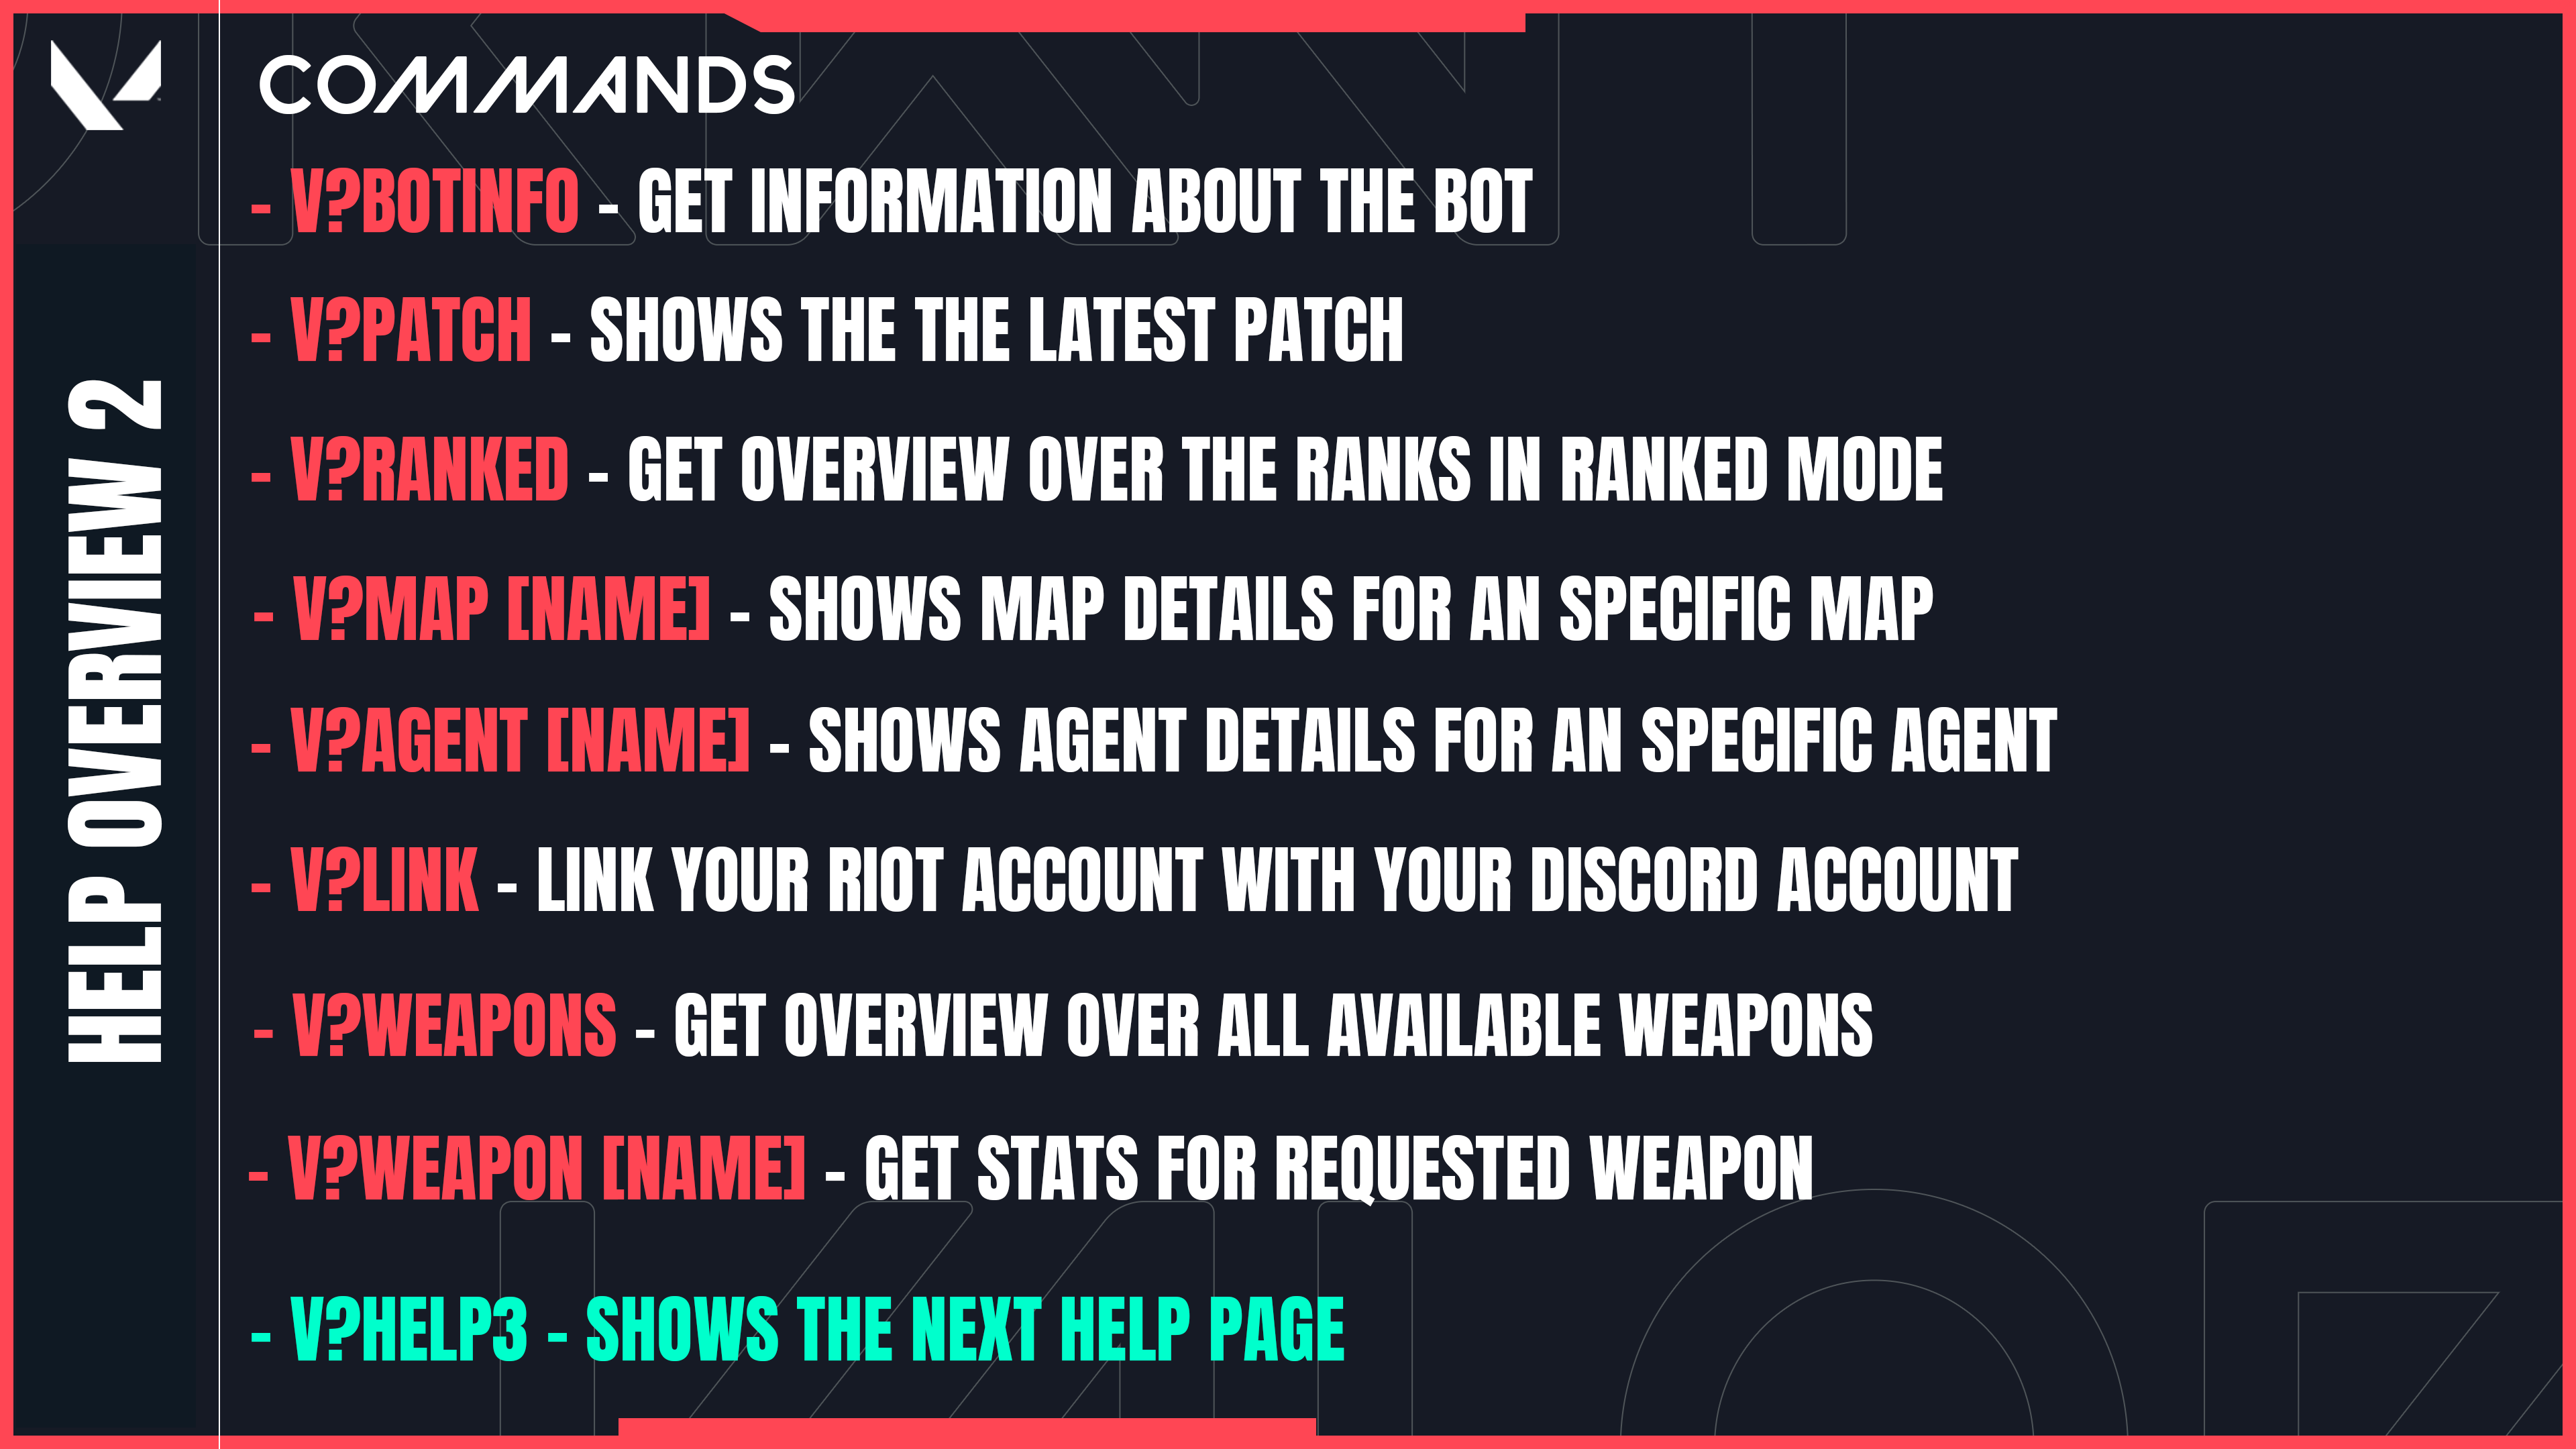 COMMANDS
- V?BOTINFO - GET INFORMATION ABOUT THE BOT
- V?PATCH - SHOWS THE THE LATEST PATCH
- V?RANKED - GET OVERVIEW OVER THE RANKS IN RANKED MODE
- V?MAP [NAME] - SHOWS MAP DETAILS FOR AN SPECIFIC MAP
- V?AGENT [NAME] - SHOWS AGENT DETAILS FOR AN SPECIFIC AGENT
- V?LINK - LINK YOUR RIOT ACCOUNT WITH YOUR DISCORD ACCOUNT
- V?WEAPONS - GET OVERVIEW OVER ALL AVAILABLE WEAPONS
- V?WEAPON [NAME] - GET STATS FOR REQUESTED WEAPON
- V?HELP3 - SHOWS THE NEXT HELP PAGE
HELP OVERVIEW 2